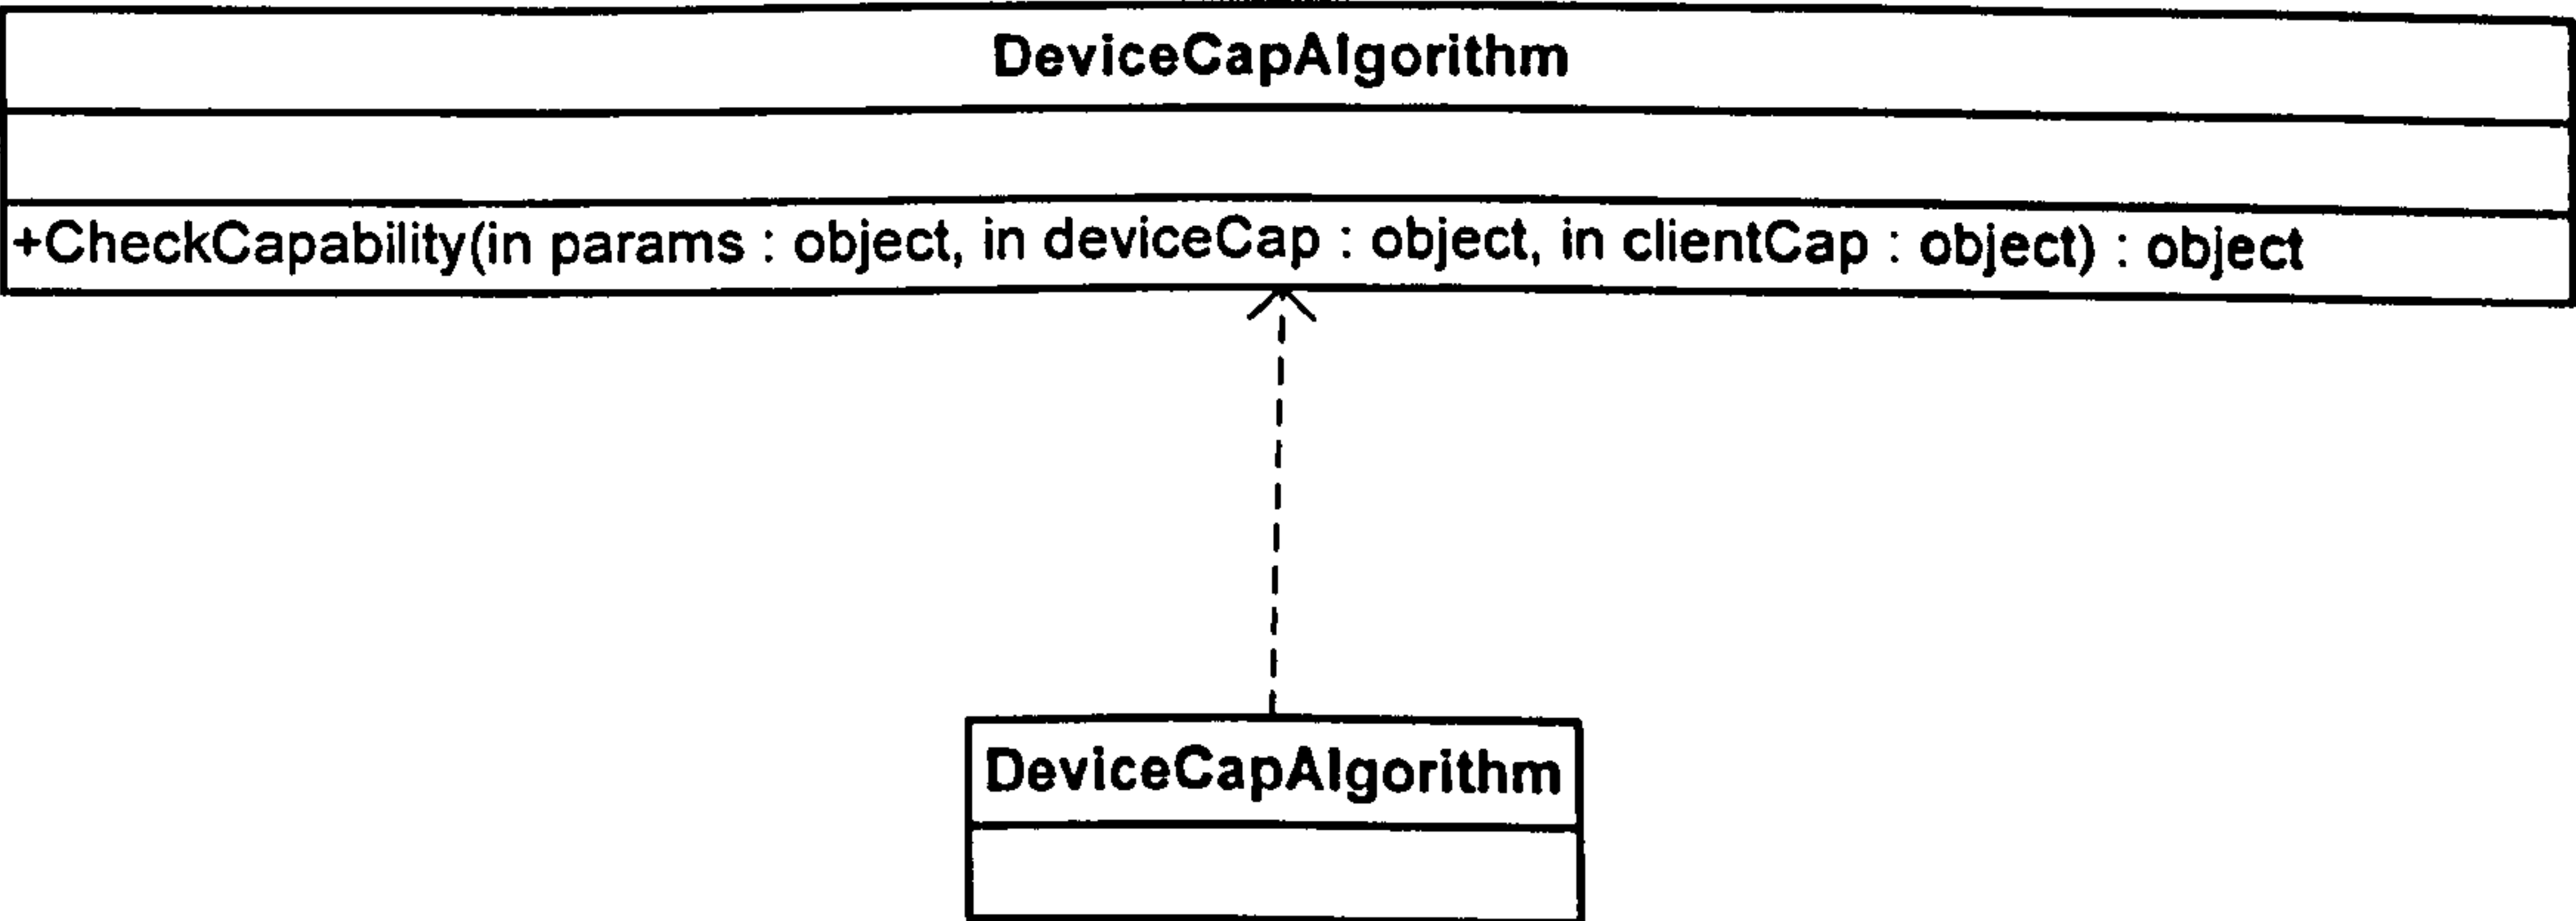 DeviceCapAlgorithm
+CheckCapability(in params : object, in deviceCap : object, in clientCap : object) : object
DeviceCapAlgorithm